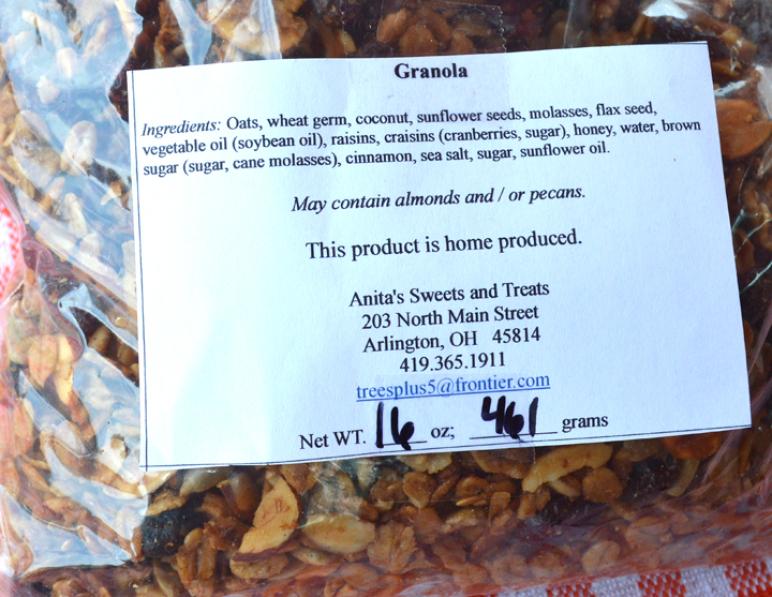 Granola
Ingredients: Oats, wheat germ, coconut, sunflower seeds, molasses, flax seed,
vegetable oil (soybean oil), raisins, craisins (cranberries, sugar), honey, water, brown
sugar (sugar, cane molasses), cinnamon, sea salt, sugar, sunflower oil.
May contain almonds and / or pecans.
This product is home produced.
Anita's Sweets and Treats
203 North Main Street
Arlington, OH 45814
419.365.1911
treesplus5@frontier.com
Net WT. 16 oz; 461 grams